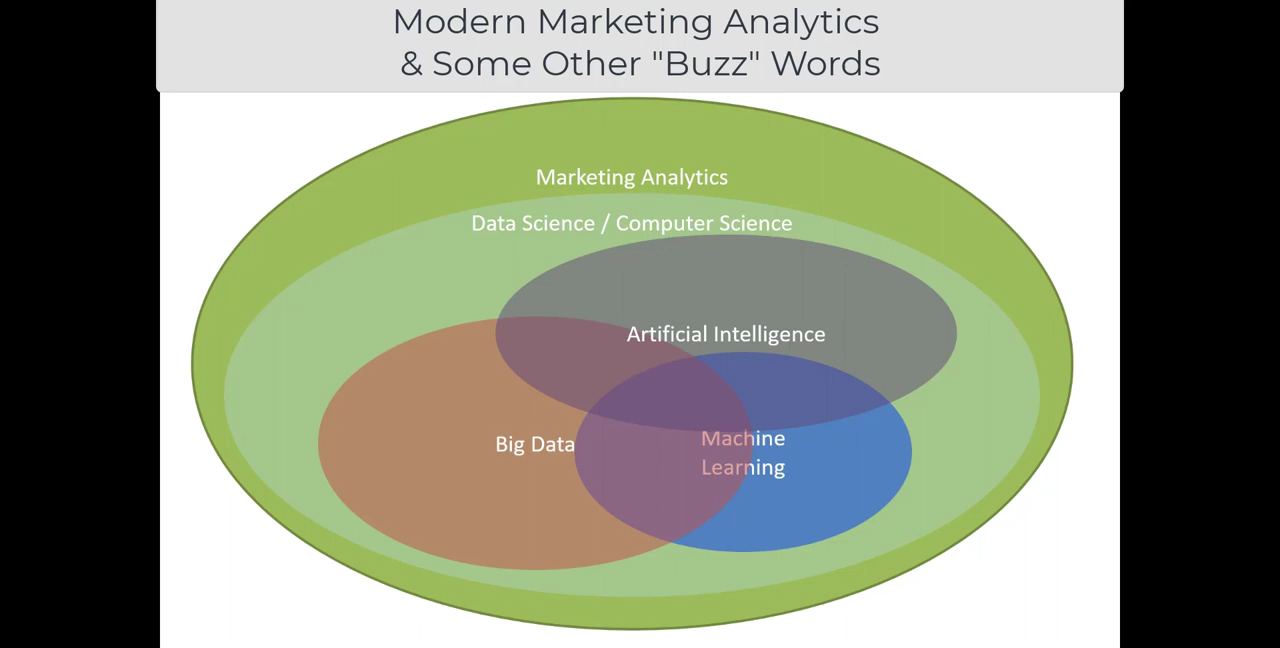 Modern Marketing Analytics
& Some Other "Buzz" Words
Marketing Analytics
Data Science / Computer Science
Artificial Intelligence
Big Data
Machine
Learning